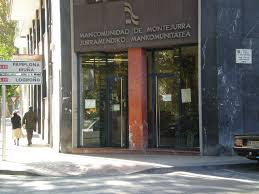 MANCOMUNIDAD DE MONTEJURRA
JURRAMENDIKO MANKOMUNITATEA
PAMPLONA
IRUÑA
LOGROÑO